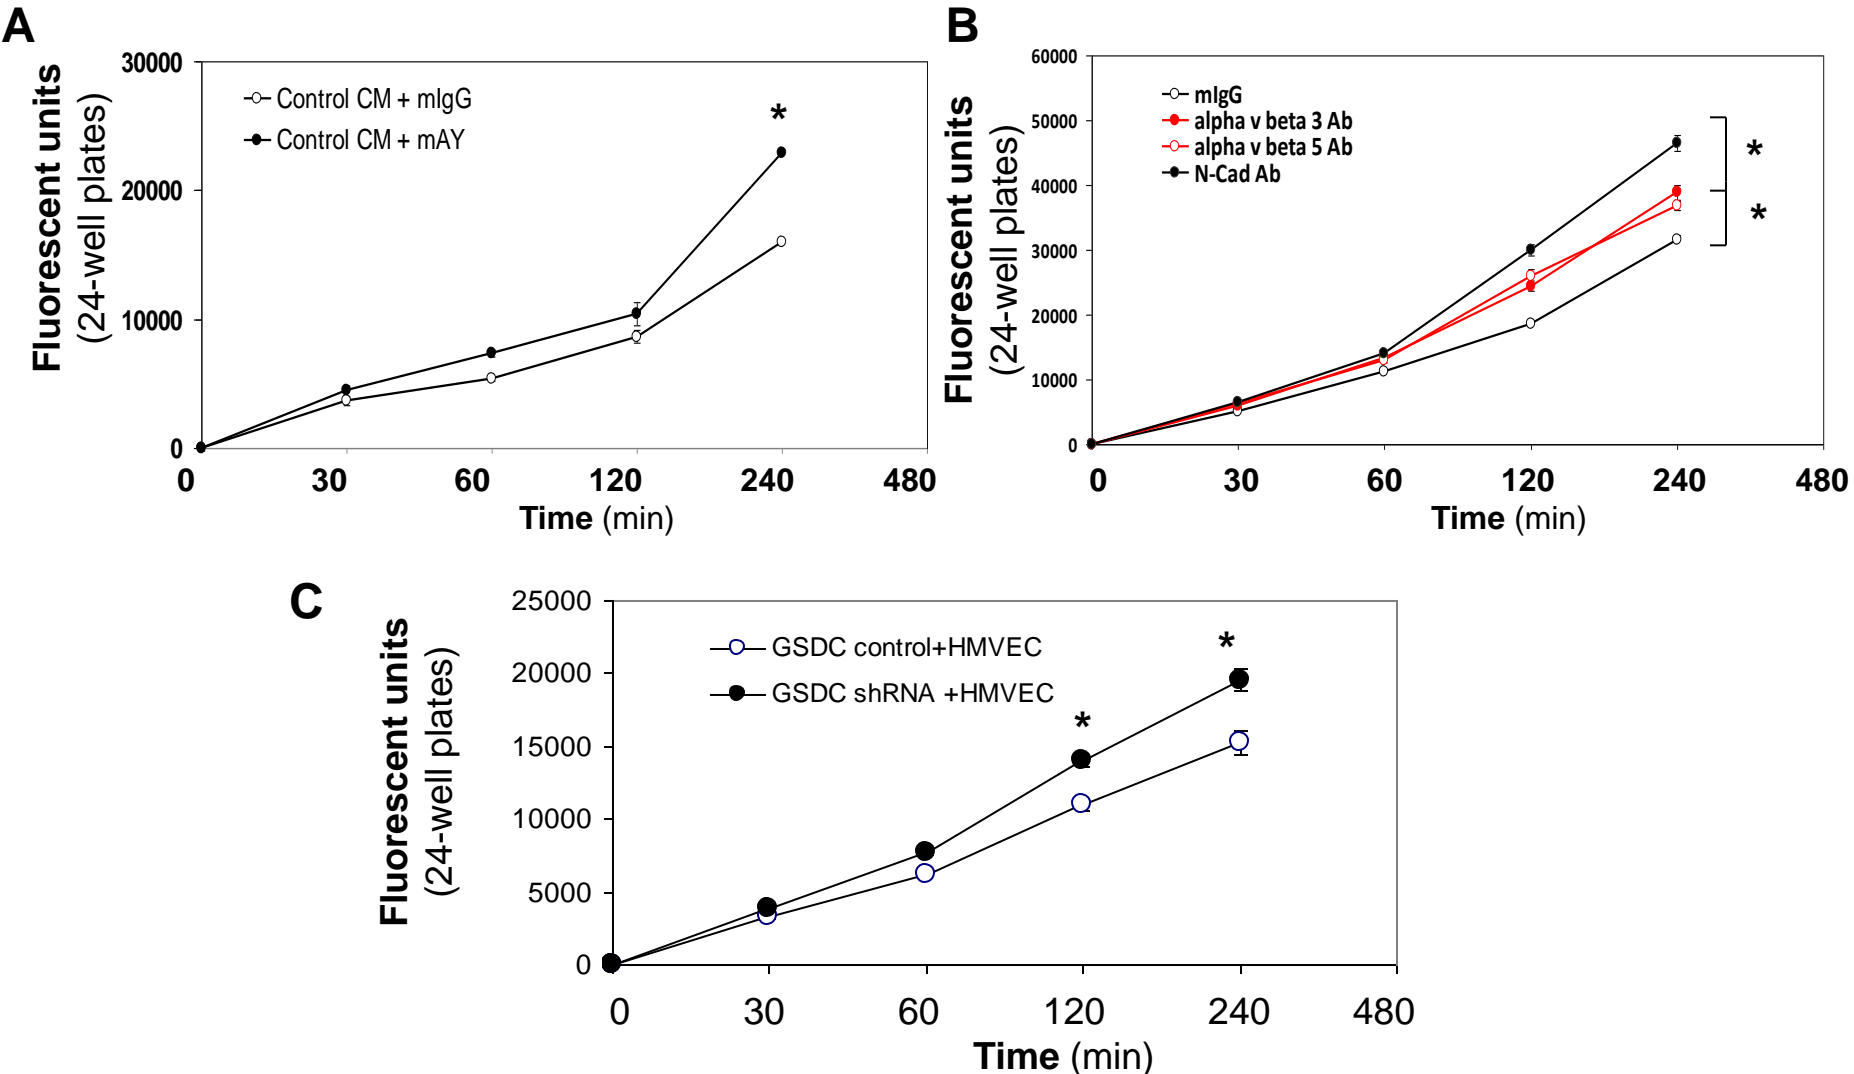 A
Fluorescent units
(24-well plates)
30000
20000
10000
0
Control CM + mIgG
Control CM + mAY
*
0 30 60 120 240 480
Time (min)
B
Fluorescent units
(24-well plates)
60000
50000
40000
30000
20000
10000
0
mIgG
alpha v beta 3 Ab
alpha v beta 5 Ab
N-Cad Ab
*
*
0 30 60 120 240 480
Time (min)
C
Fluorescent units
(24-well plates)
25000
20000
15000
10000
5000
0
GSDC control+HMVEC
GSDC shRNA +HMVEC
*
*
0 30 60 120 240 480
Time (min)